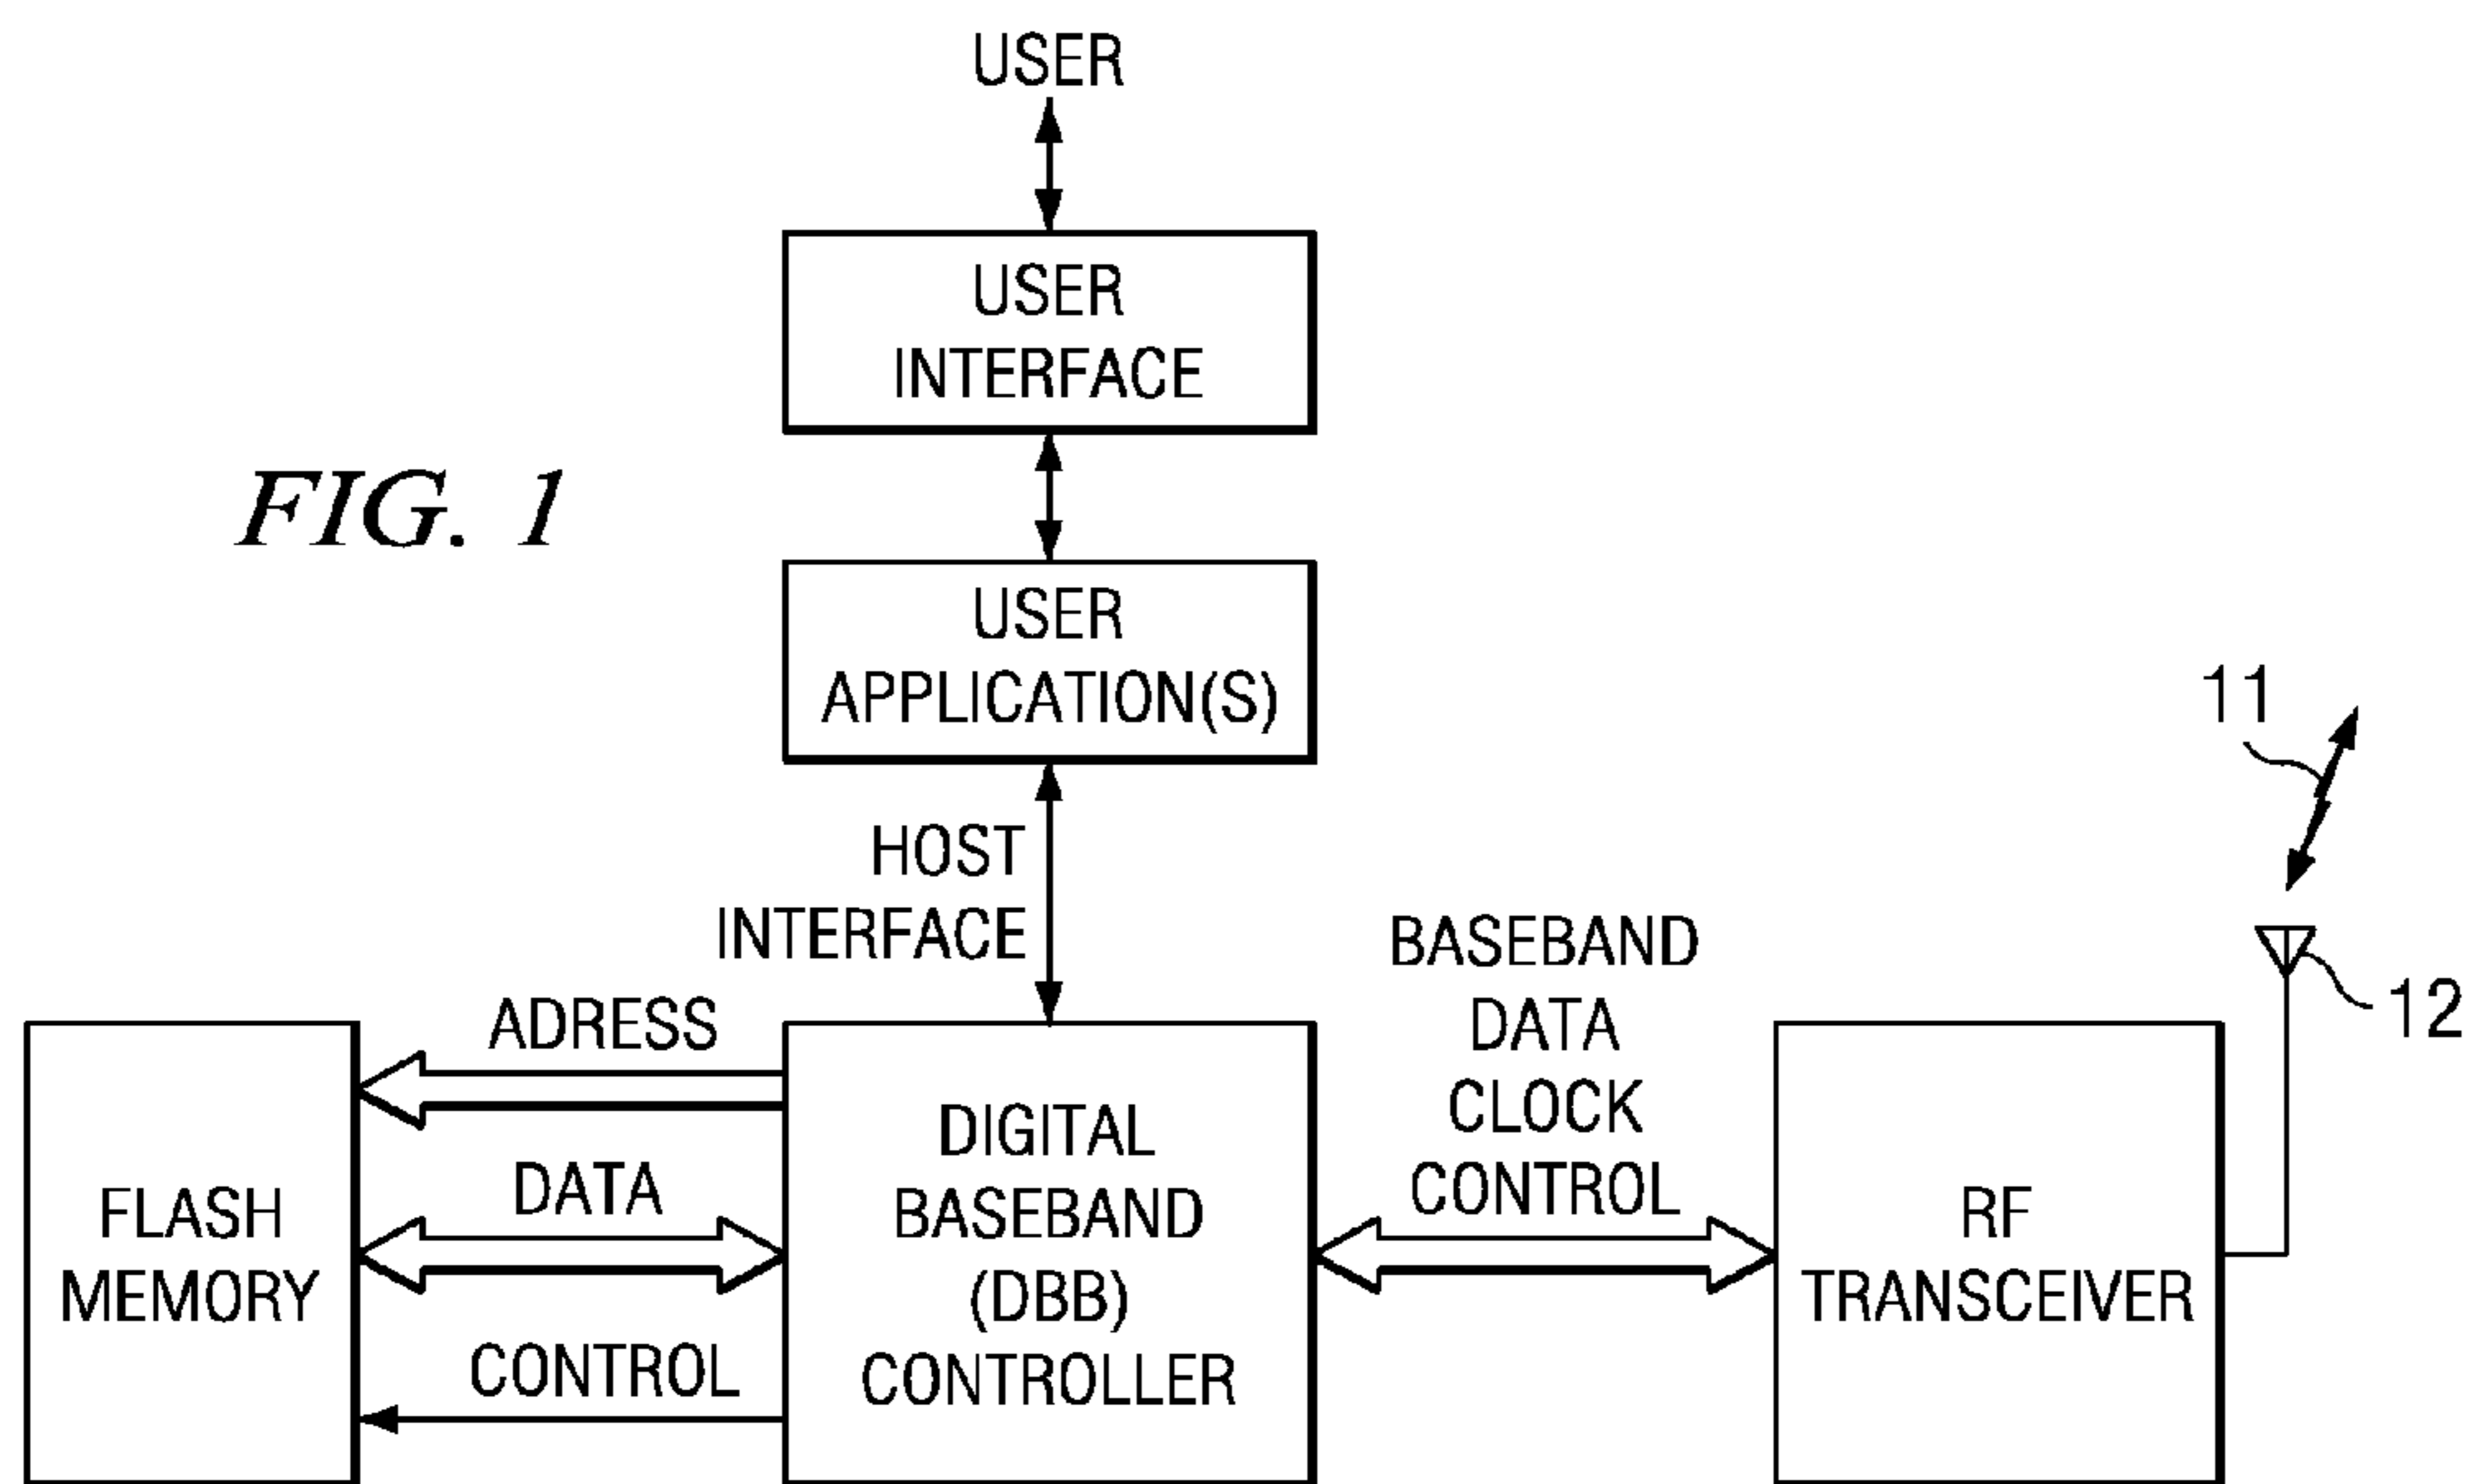 USER
USER
INTERFACE
FIG. 1
USER
APPLICATION(S)
11
HOST
INTERFACE
BASEBAND
DATA
CLOCK
CONTROL
12
ADRESS
DATA
CONTROL
FLASH
MEMORY
DIGITAL
BASEBAND
(DBB)
CONTROLLER
RF
TRANSCEIVER